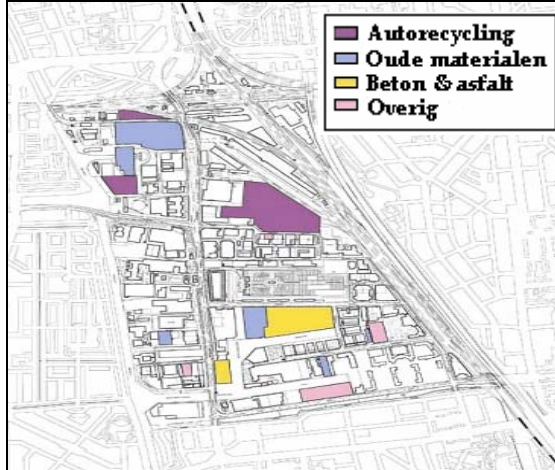 Autorecycling
Oude materialen
Beton & asfalt
Overig